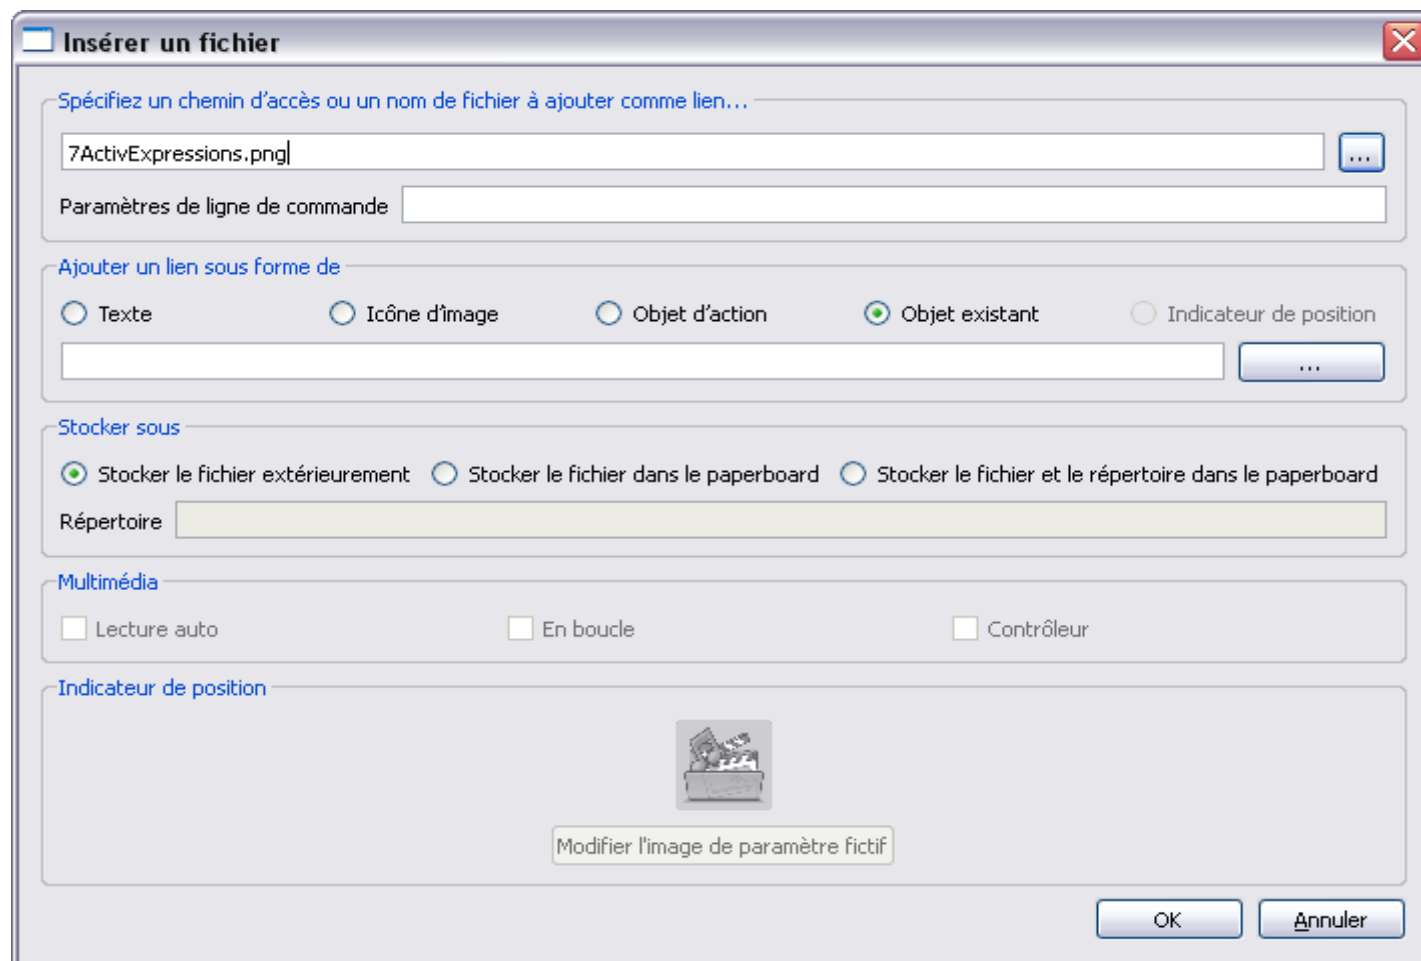 Insérer un fichier
Spécifiez un chemin d'accès ou un nom de fichier à ajouter comme lien...
7ActivExpressions.png
...
Paramètres de ligne de commande
Ajouter un lien sous forme de
Texte
Icône d'image
Objet d'action
Objet existant
Indicateur de position
...
Stocker sous
Stocker le fichier extérieurement
Stocker le fichier dans le paperboard
Stocker le fichier et le répertoire dans le paperboard
Répertoire
Multimédia
Lecture auto
En boucle
Contrôleur
Indicateur de position
Modifier l'image de paramètre fictif
OK
Annuler